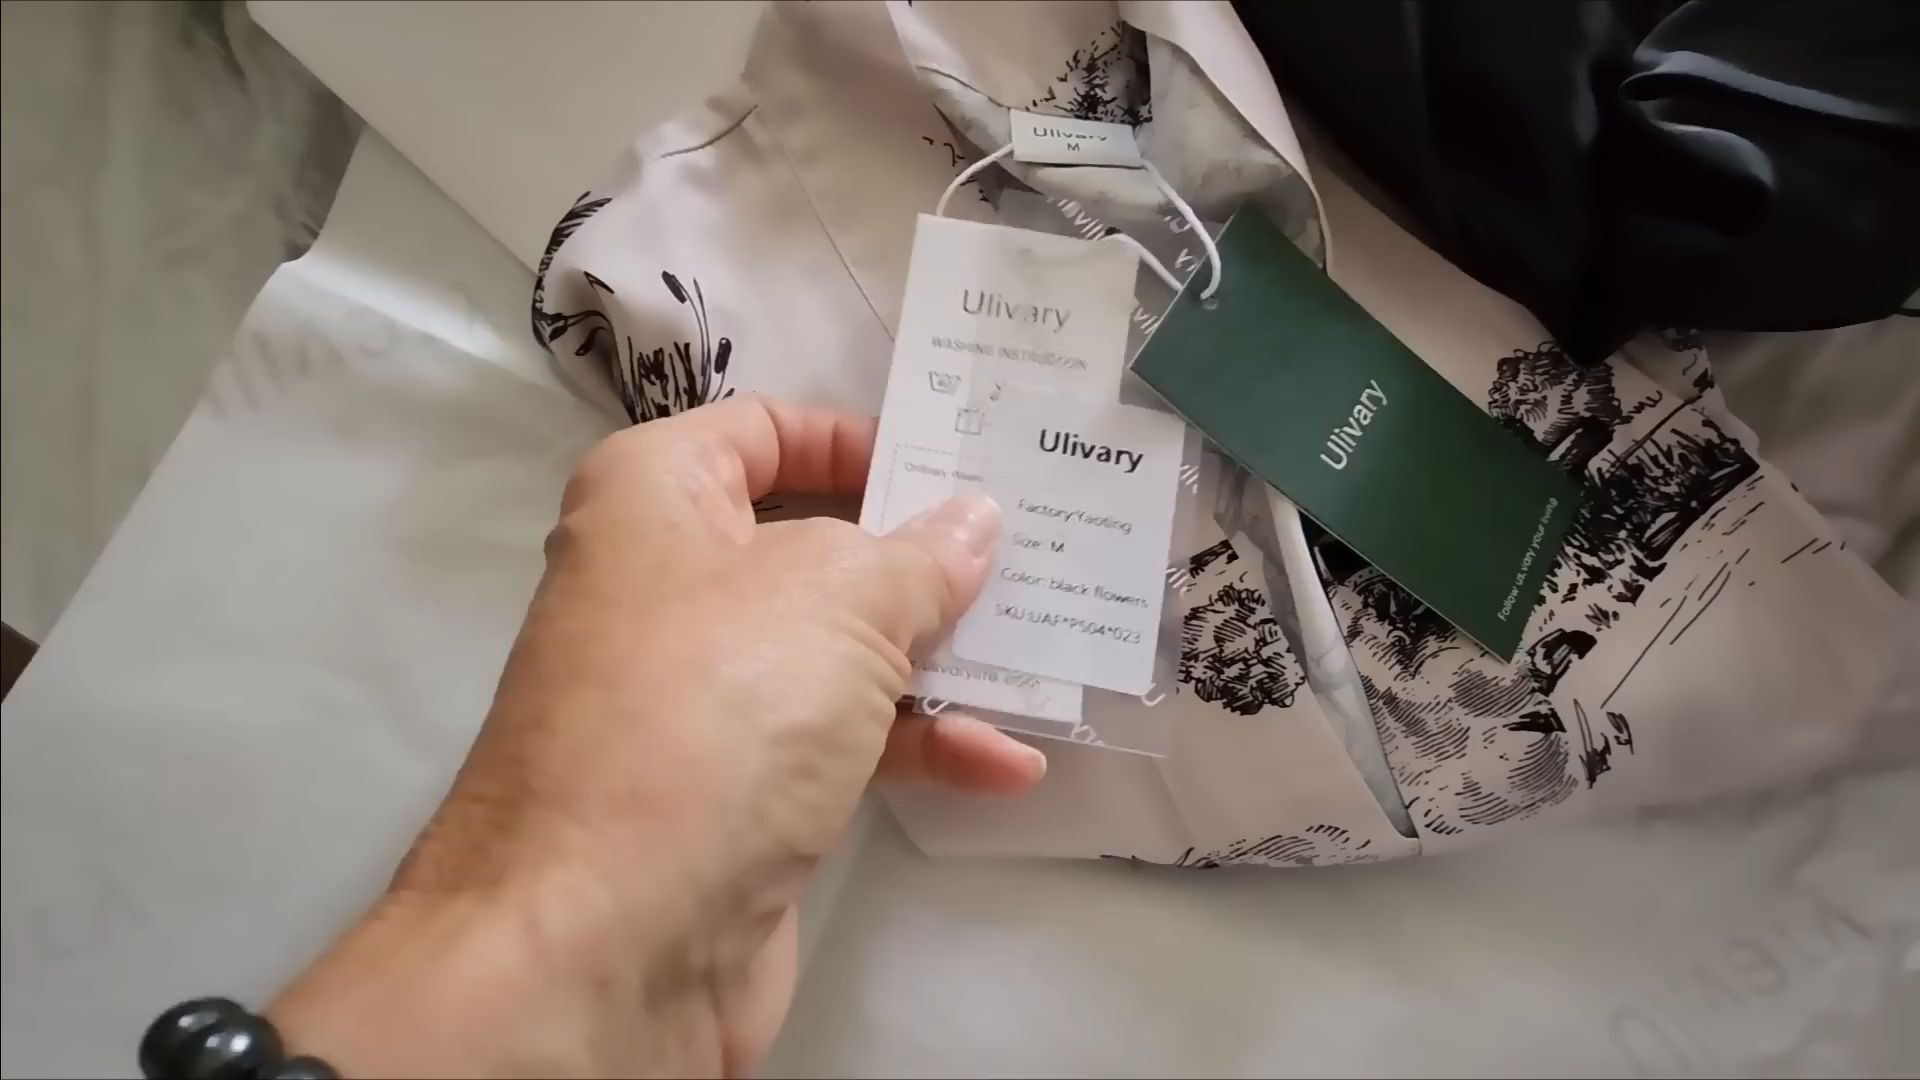 Ulivary
M
Ulivary
WASHING INSTRUCTION
Ulivary
Factory:Yaoting
Size: M
Color: black flowers
SKU:UAF*PS04*023
Ulivary
Follow us, vary your living